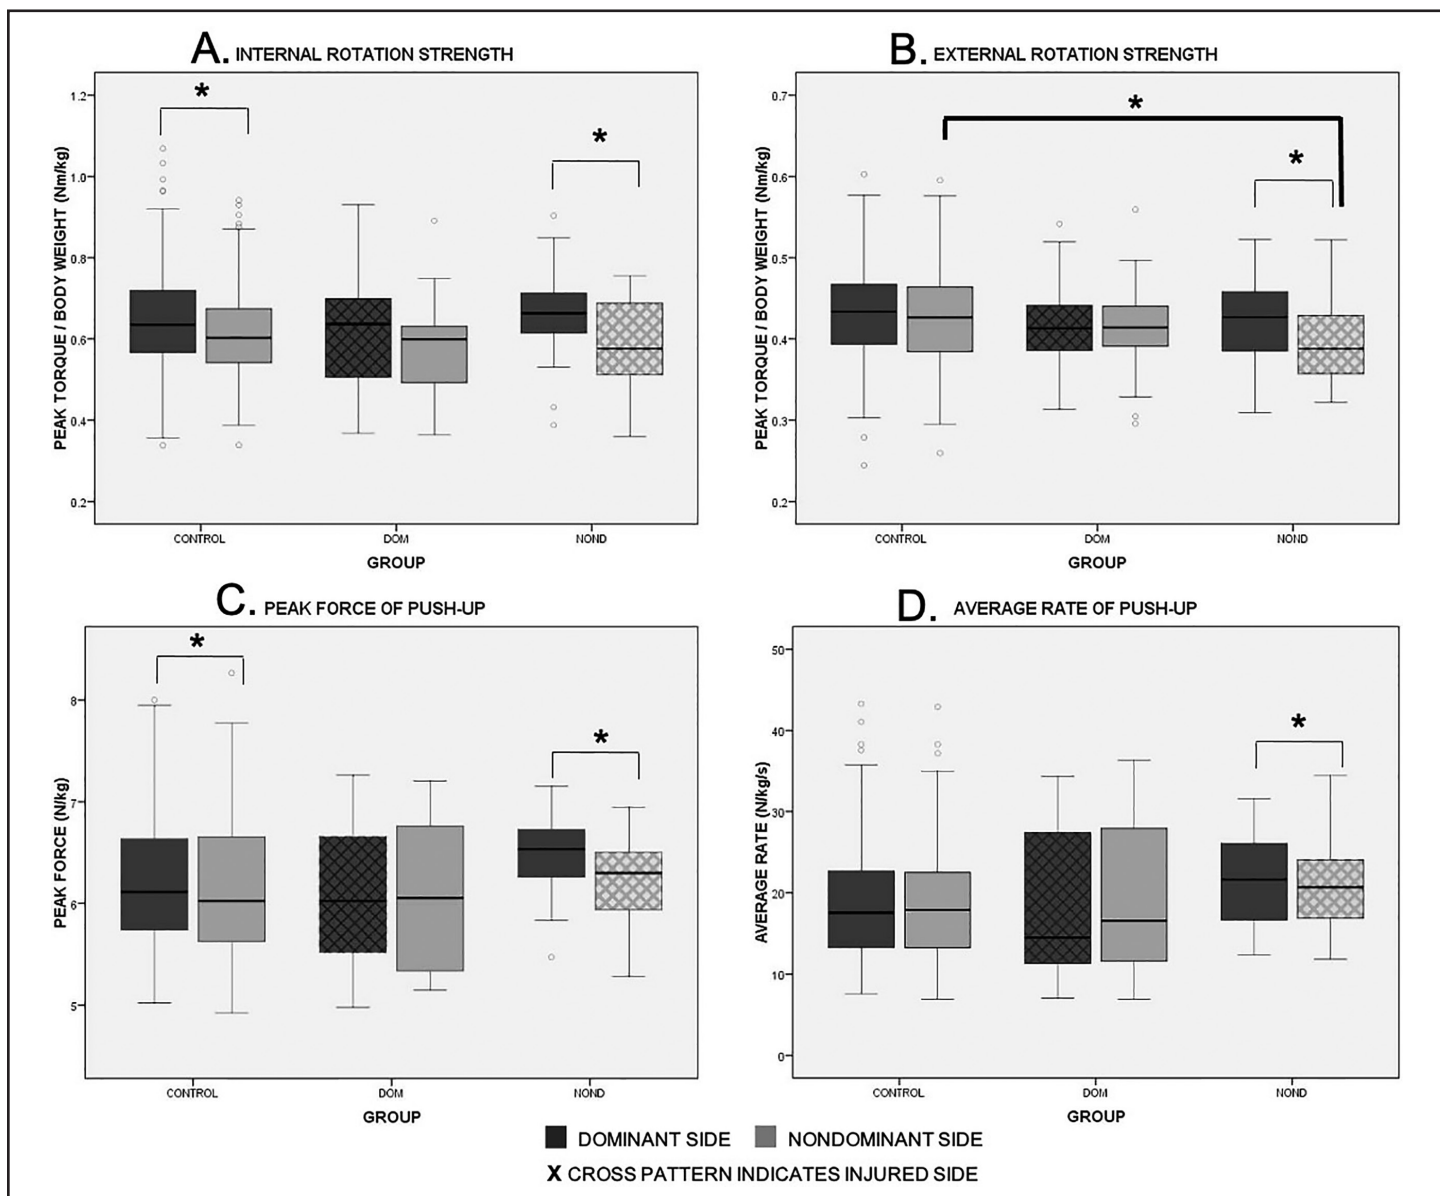 A. INTERNAL ROTATION STRENGTH
PEAK TORQUE / BODY WEIGHT (Nm/kg)
1.2
1.0
0.8
0.6
0.4
0.2
*
*
CONTROL DOM NOND
GROUP
B. EXTERNAL ROTATION STRENGTH
PEAK TORQUE / BODY WEIGHT (Nm/kg)
0.7
0.6
0.5
0.4
0.3
0.2
*
*
CONTROL DOM NOND
GROUP
C. PEAK FORCE OF PUSH-UP
PEAK FORCE (N/kg)
8
7
6
5
*
*
CONTROL DOM NOND
GROUP
D. AVERAGE RATE OF PUSH-UP
AVERAGE RATE (N/kg/s)
50
40
30
20
10
0
*
CONTROL DOM NOND
GROUP
DOMINANT SIDE NONDOMINANT SIDE
X CROSS PATTERN INDICATES INJURED SIDE